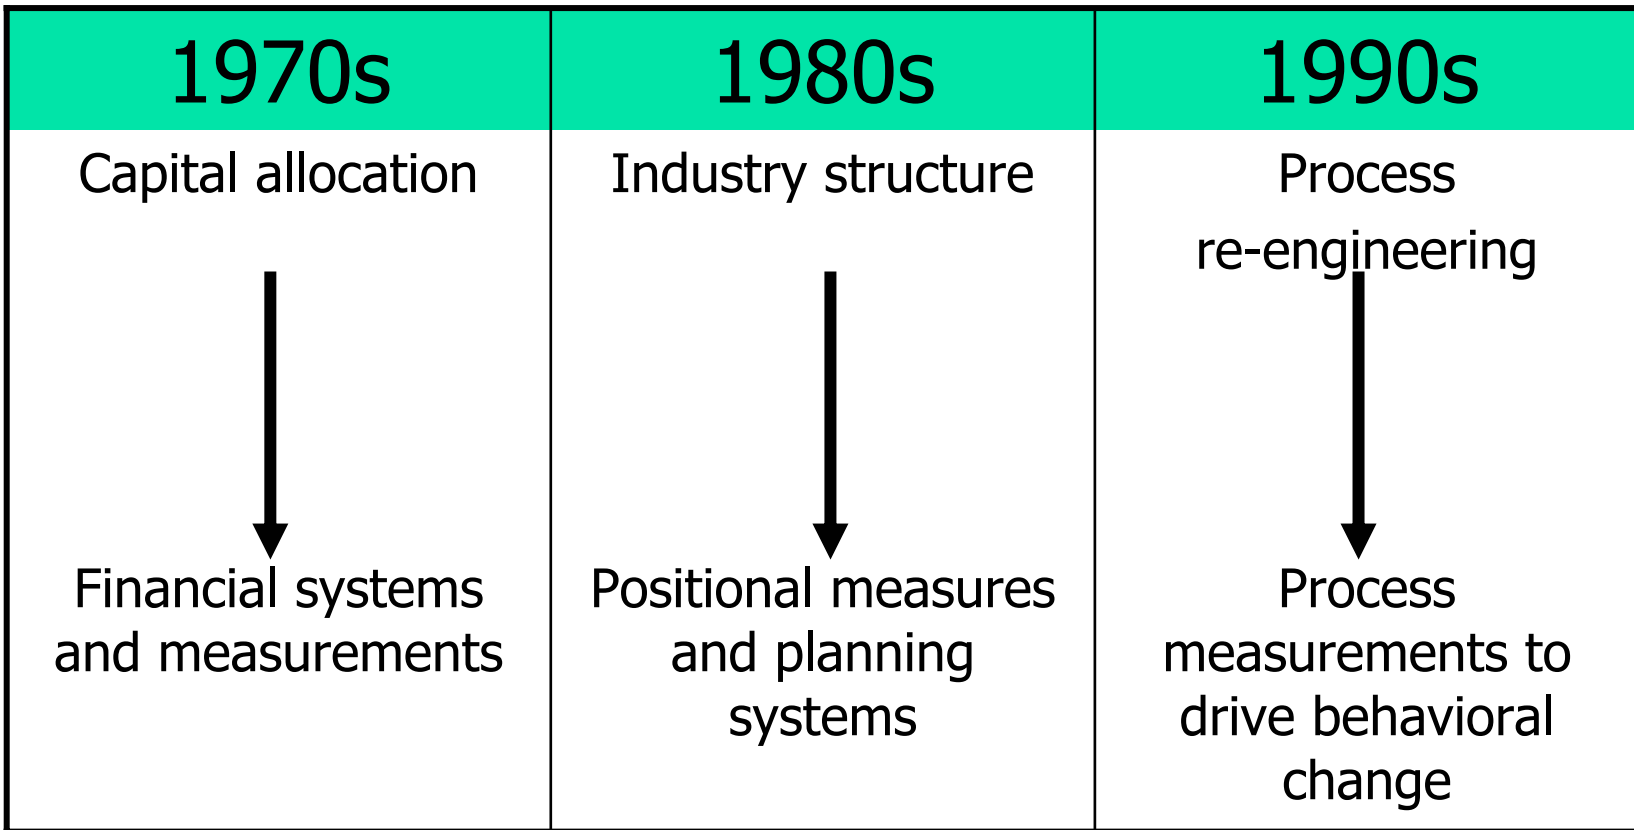 1970s
1980s
1990s
Capital allocation
Industry structure
Process
re-engineering
Financial systems
and measurements
Positional measures
and planning
systems
Process
measurements to
drive behavioral
change